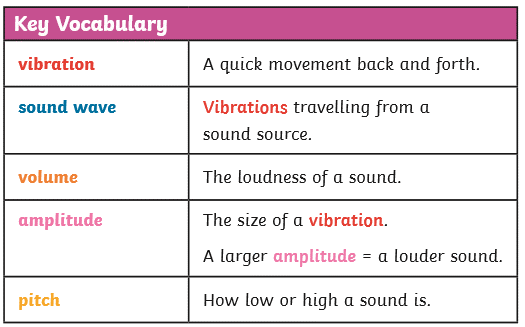 Key Vocabulary
vibration
A quick movement back and forth.
sound wave
Vibrations travelling from a
sound source.
volume
The loudness of a sound.
amplitude
The size of a vibration.
A larger amplitude = a louder sound.
pitch
How low or high a sound is.